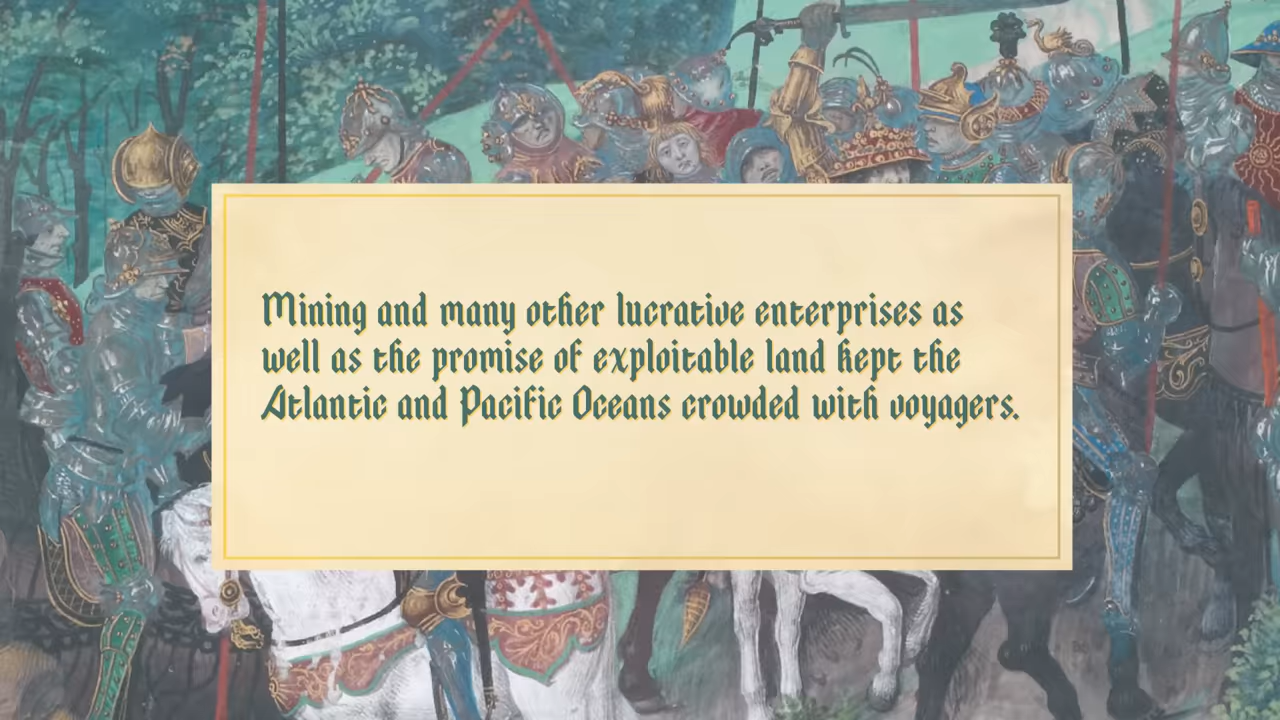 Mining and many other lucrative enterprises as
well as the promise of exploitable land kept the
Atlantic and Pacific Oceans crowded with voyagers.